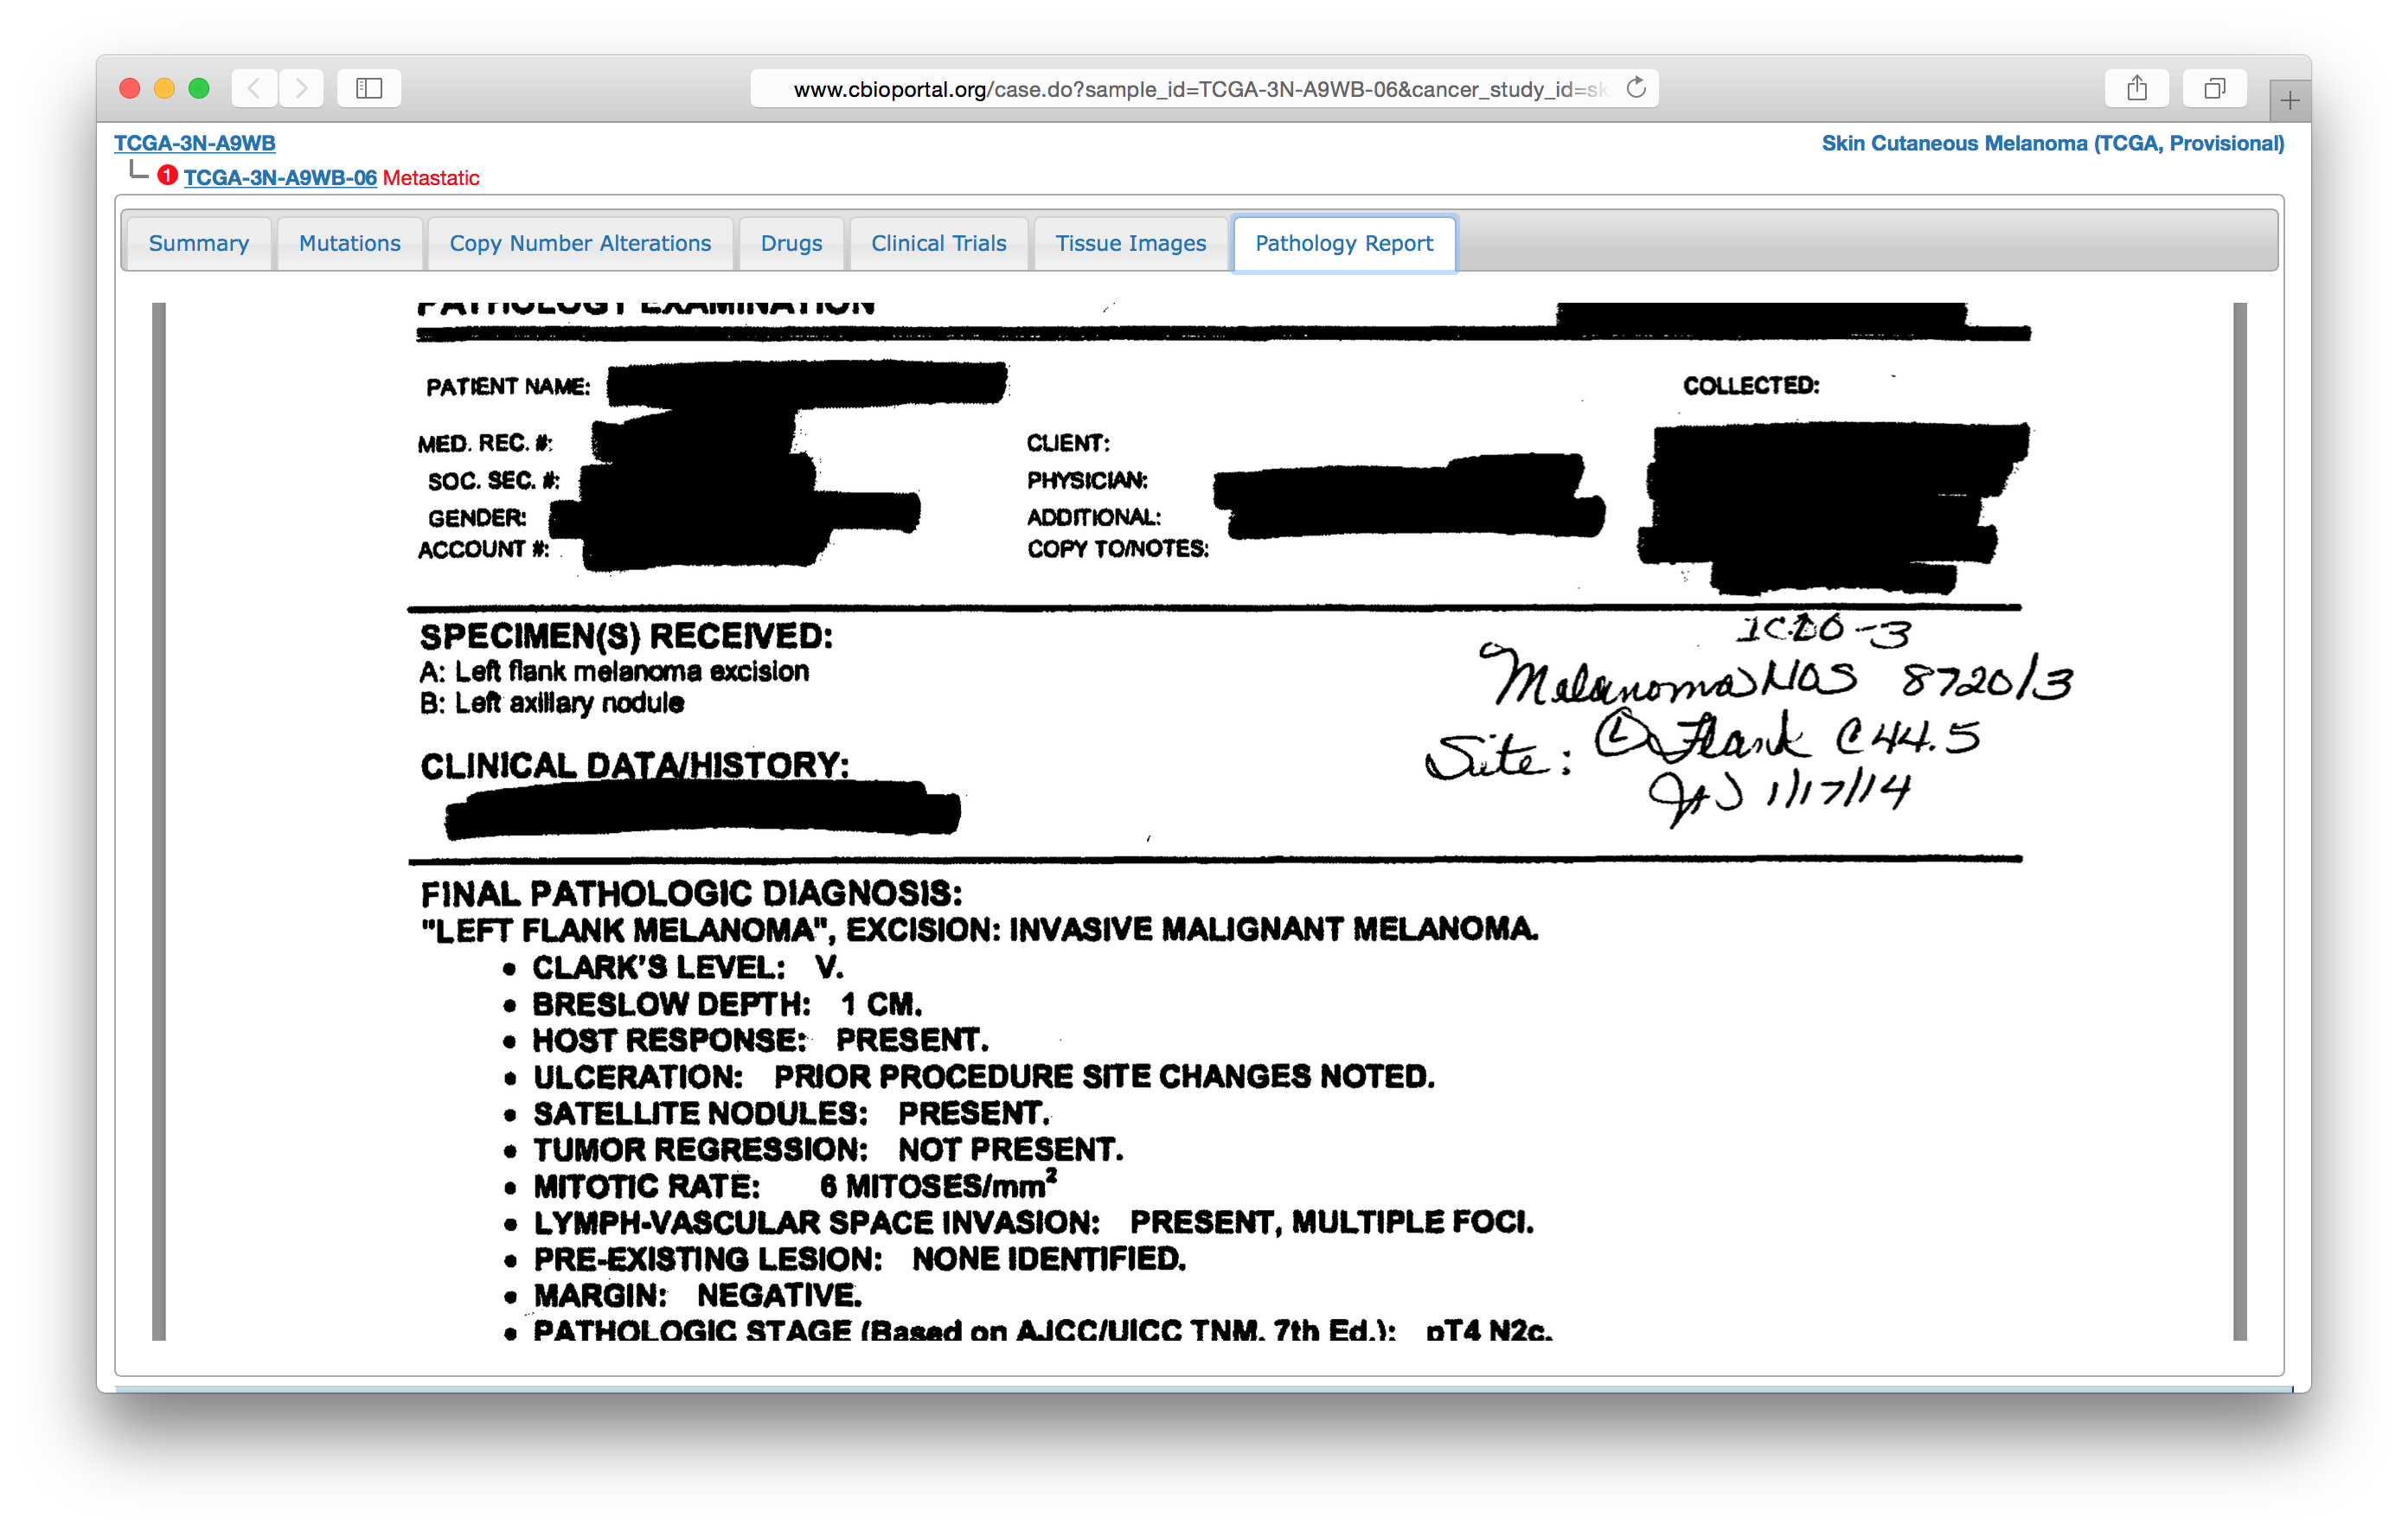 www.cbioportal.org/case.do?sample_id=TCGA-3N-A9WB-06&cancer_study_id=sk
TCGA-3N-A9WB
Skin Cutaneous Melanoma (TCGA, Provisional)
1 TCGA-3N-A9WB-06 Metastatic
Summary Mutations Copy Number Alterations Drugs Clinical Trials Tissue Images Pathology Report
PATHOLOGY EXAMINATION
PATIENT NAME: COLLECTED:
MED. REC. #: CLIENT:
SOC. SEC. #: PHYSICIAN:
GENDER: ADDITIONAL:
ACCOUNT #: COPY TO/NOTES:
SPECIMEN(S) RECEIVED:
A: Left flank melanoma excision
B: Left axillary nodule
ICDO-3
Melanoma NOS 8720/3
Site: L Flank C44.5
1/17/14
CLINICAL DATA/HISTORY:
FINAL PATHOLOGIC DIAGNOSIS:
"LEFT FLANK MELANOMA", EXCISION: INVASIVE MALIGNANT MELANOMA.
• CLARK'S LEVEL: V.
• BRESLOW DEPTH: 1 CM.
• HOST RESPONSE: PRESENT.
• ULCERATION: PRIOR PROCEDURE SITE CHANGES NOTED.
• SATELLITE NODULES: PRESENT.
• TUMOR REGRESSION: NOT PRESENT.
• MITOTIC RATE: 6 MITOSES/mm²
• LYMPH-VASCULAR SPACE INVASION: PRESENT, MULTIPLE FOCI.
• PRE-EXISTING LESION: NONE IDENTIFIED.
• MARGIN: NEGATIVE.
• PATHOLOGIC STAGE (Based on AJCC/UICC TNM, 7th Ed.): pT4 N2c.